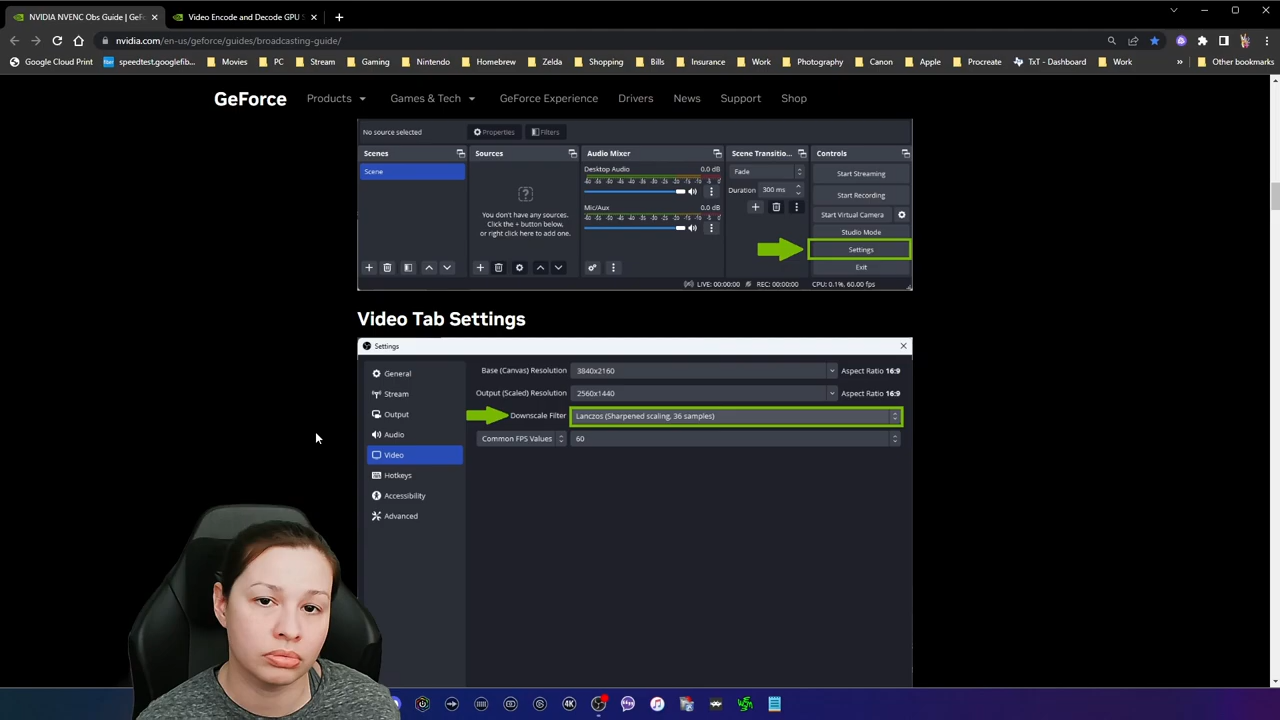 NVIDIA NVENC Obs Guide | GeF
Video Encode and Decode GPU S
nvidia.com/en-us/geforce/guides/broadcasting-guide/
Google Cloud Print
speedtest.googlefib...
Movies
PC
Stream
Gaming
Nintendo
Homebrew
Zelda
Shopping
Bills
Insurance
Work
Photography
Canon
Apple
Procreate
TxT - Dashboard
Work
Other bookmarks
GeForce
Products
Games & Tech
GeForce Experience
Drivers
News
Support
Shop
No source selected
Properties
Filters
Scenes
Sources
Audio Mixer
Scene Transitio...
Controls
Scene
Desktop Audio
0.0 dB
Fade
Start Streaming
Duration
300 ms
Start Recording
You don't have any sources.
Click the + button below,
or right click here to add one.
Mic/Aux
0.0 dB
Start Virtual Camera
Studio Mode
Settings
Exit
LIVE: 00:00:00
REC: 00:00:00
CPU: 0.1%, 60.00 fps
Video Tab Settings
Settings
General
Stream
Output
Audio
Video
Hotkeys
Accessibility
Advanced
Base (Canvas) Resolution
3840x2160
Aspect Ratio 16:9
Output (Scaled) Resolution
2560x1440
Aspect Ratio 16:9
Downscale Filter
Lanczos (Sharpened scaling, 36 samples)
Common FPS Values
60
4K